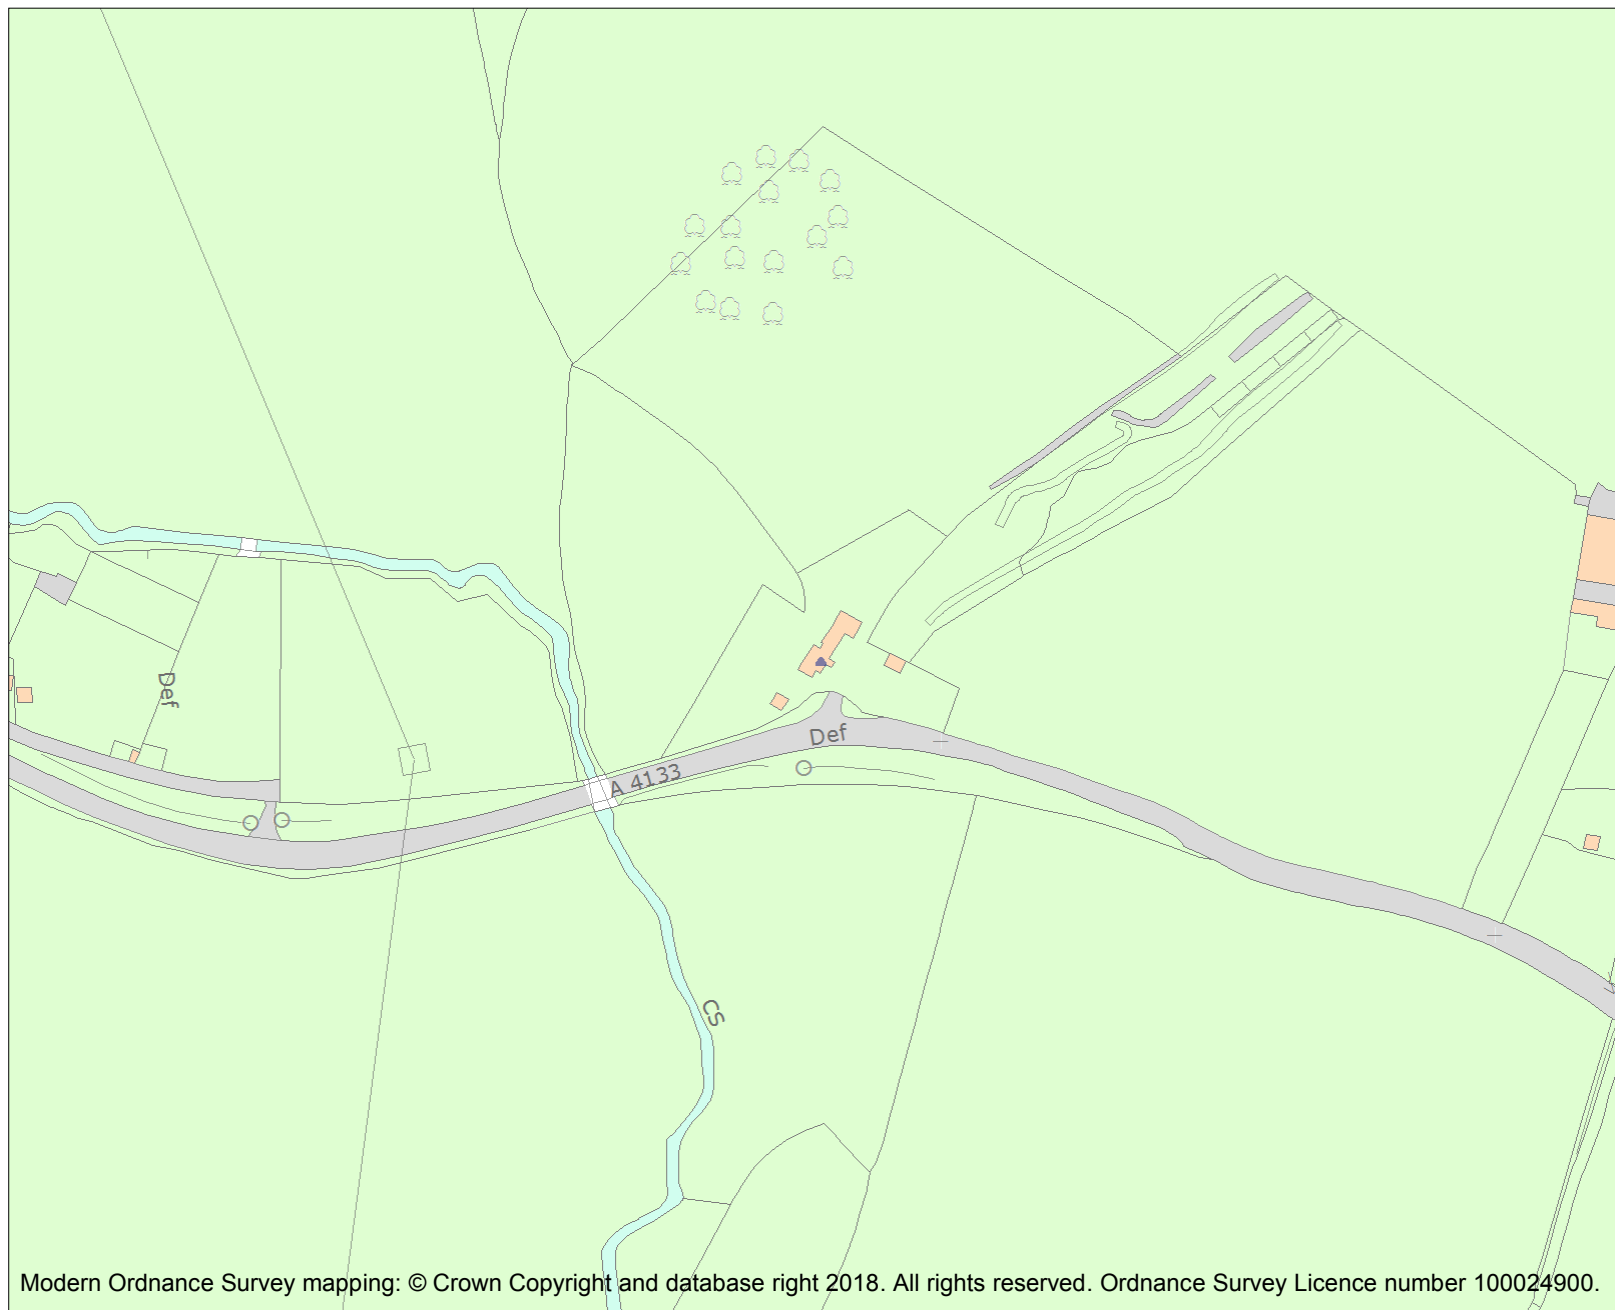 Def
Def
A 4133
CS
Modern Ordnance Survey mapping: © Crown Copyright and database right 2018. All rights reserved. Ordnance Survey Licence number 100024900.